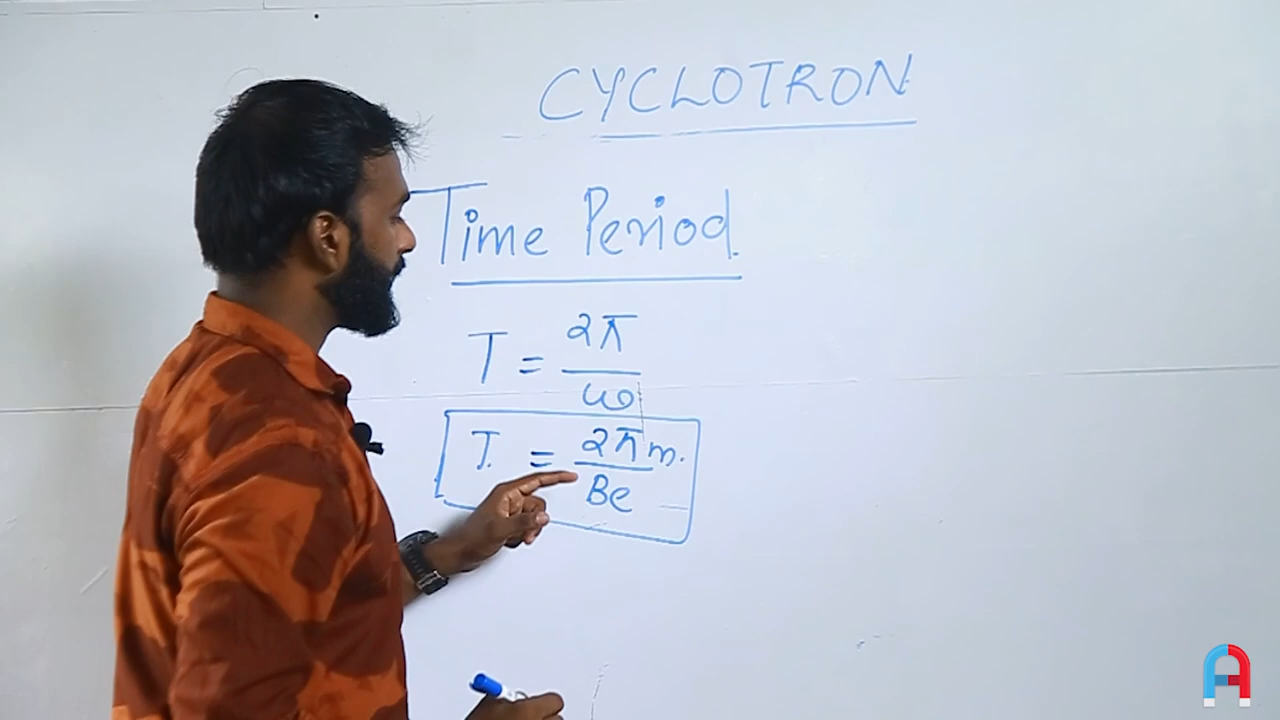 CYCLOTRON
Time Period.
T = 2π/ω
T. = 2πm./Be